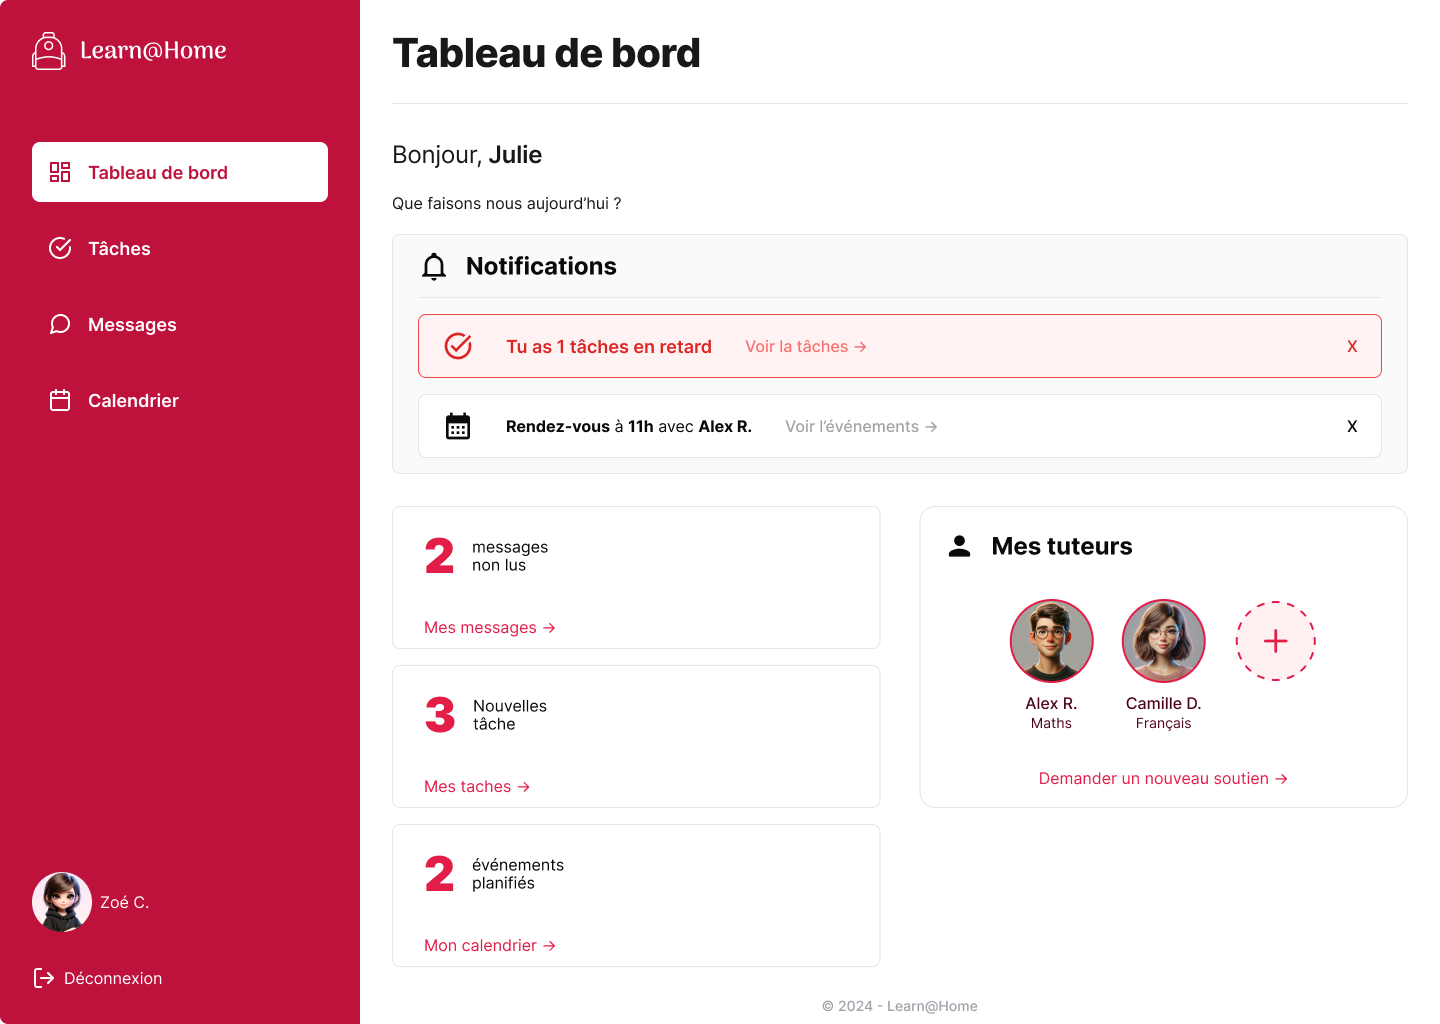 Learn@Home
Tableau de bord
Tâches
Messages
Calendrier
Zoé C.
Déconnexion
Tableau de bord
Bonjour, Julie
Que faisons nous aujourd’hui ?
Notifications
Tu as 1 tâches en retard Voir la tâches → X
Rendez-vous à 11h avec Alex R. Voir l’événements → X
2 messages
non lus
Mes messages →
3 Nouvelles
tâche
Mes taches →
2 événements
planifiés
Mon calendrier →
Mes tuteurs
Alex R. Camille D.
Maths Français
Demander un nouveau soutien →
© 2024 - Learn@Home